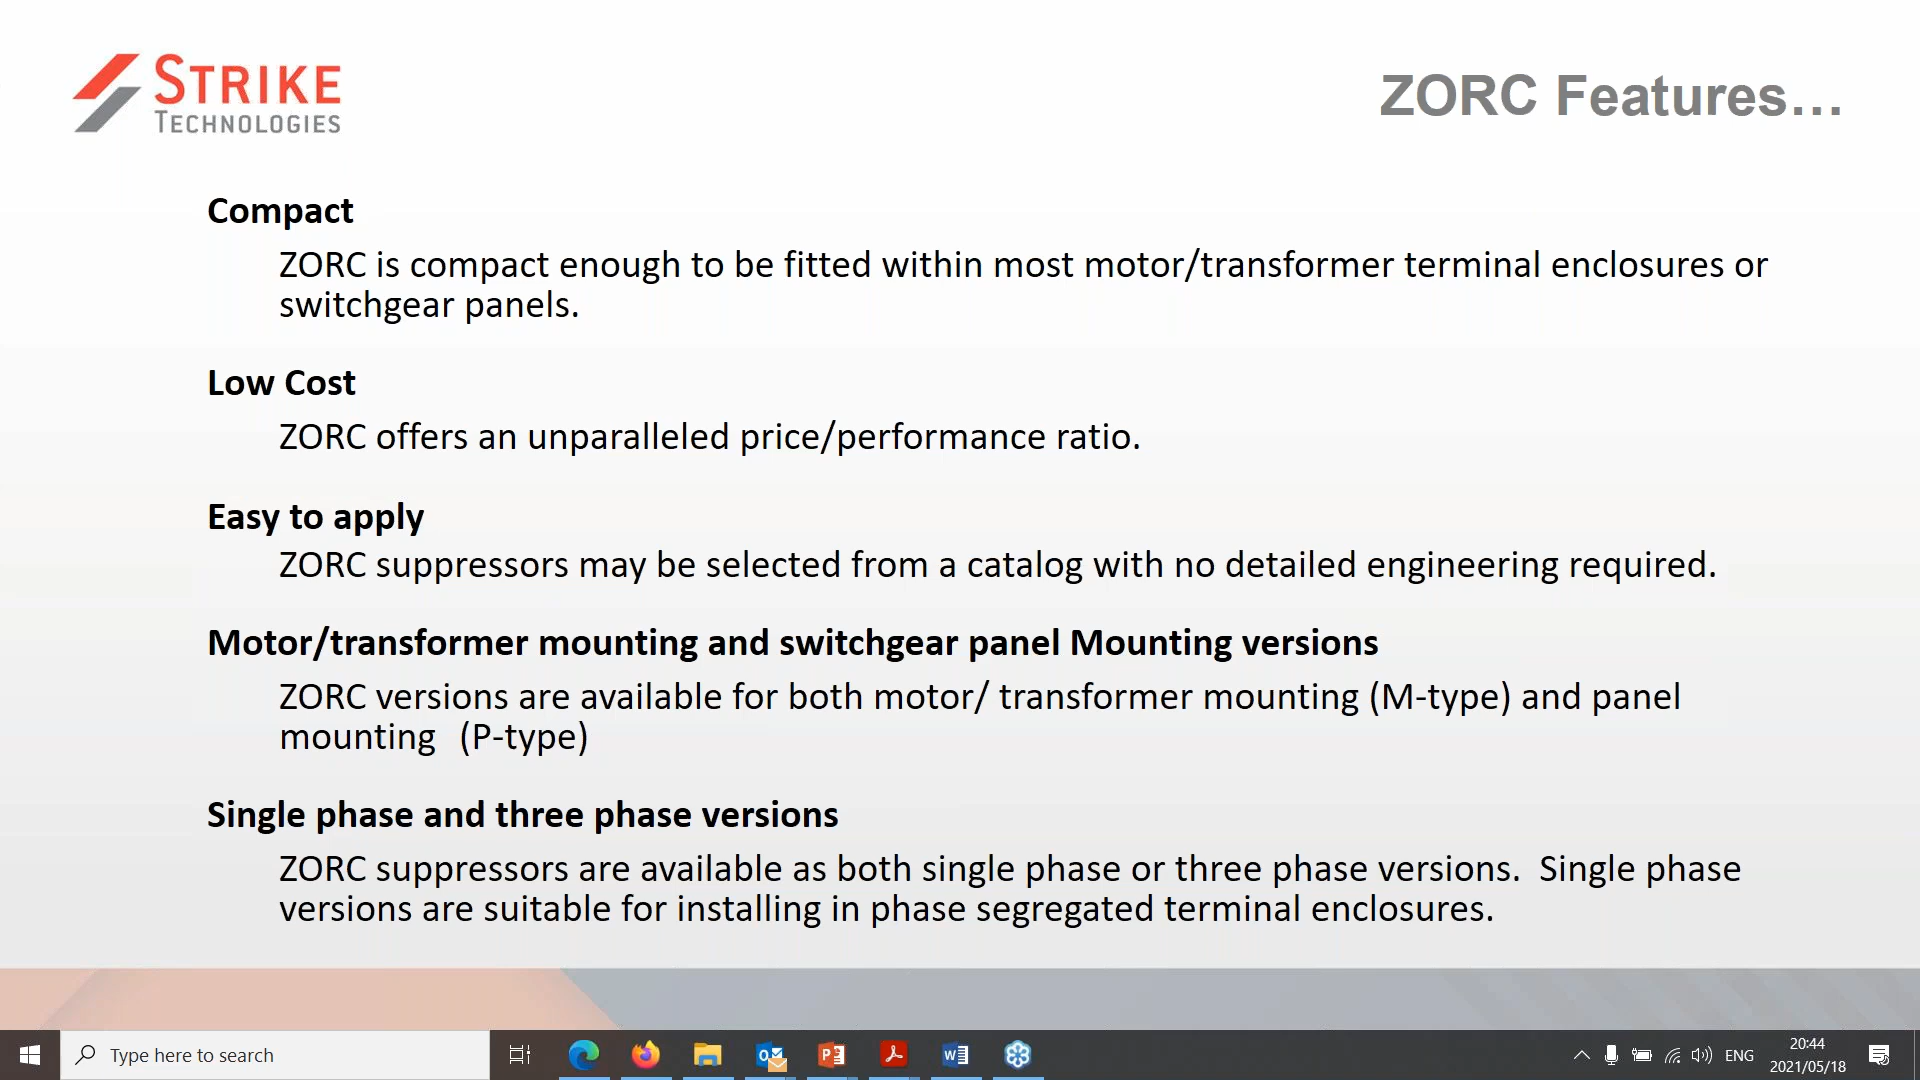 STRIKE
TECHNOLOGIES
ZORC Features…
Compact
ZORC is compact enough to be fitted within most motor/transformer terminal enclosures or
switchgear panels.
Low Cost
ZORC offers an unparalleled price/performance ratio.
Easy to apply
ZORC suppressors may be selected from a catalog with no detailed engineering required.
Motor/transformer mounting and switchgear panel Mounting versions
ZORC versions are available for both motor/ transformer mounting (M-type) and panel
mounting  (P-type)
Single phase and three phase versions
ZORC suppressors are available as both single phase or three phase versions.  Single phase
versions are suitable for installing in phase segregated terminal enclosures.
Type here to search
ENG
20:44
2021/05/18